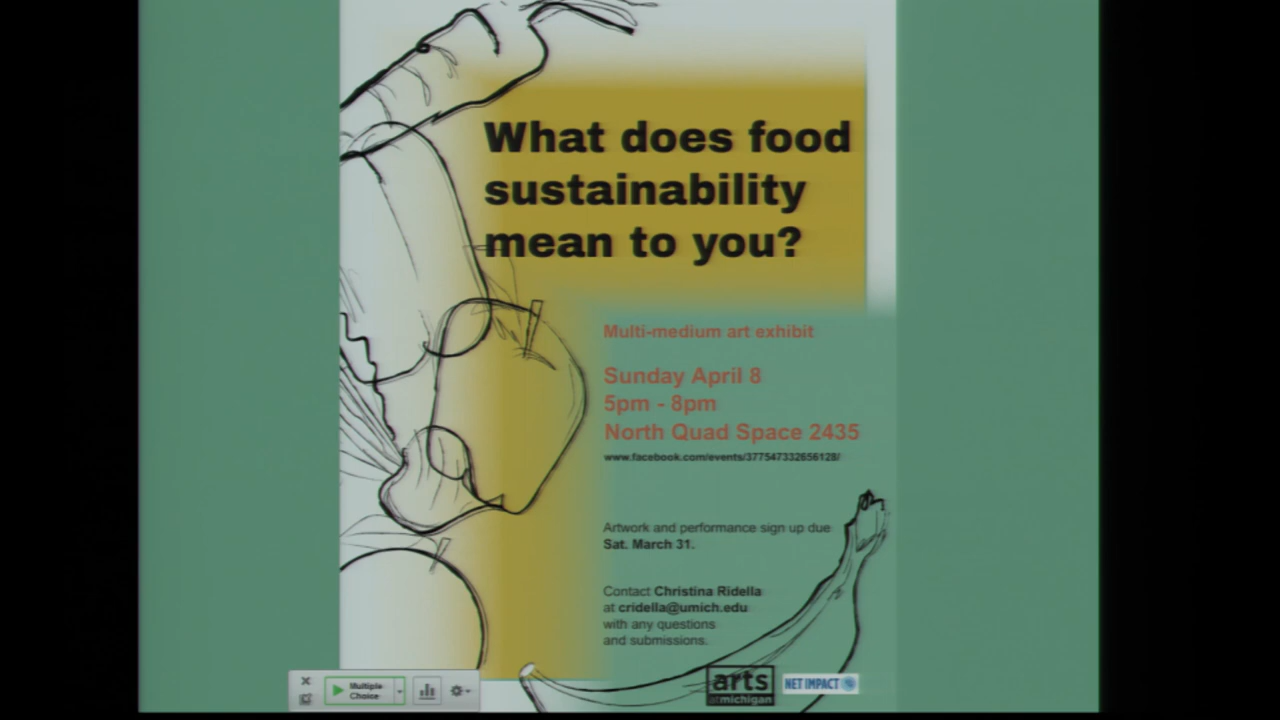 What does food
sustainability
mean to you?
Multi-medium art exhibit
Sunday April 8
5pm - 8pm
North Quad Space 2435
www.facebook.com/events/377547332656128/
Artwork and performance sign up due
Sat. March 31.
Contact Christina Ridella
at cridella@umich.edu
with any questions
and submissions.
Multiple
Choice
arts
at michigan
NET IMPACT